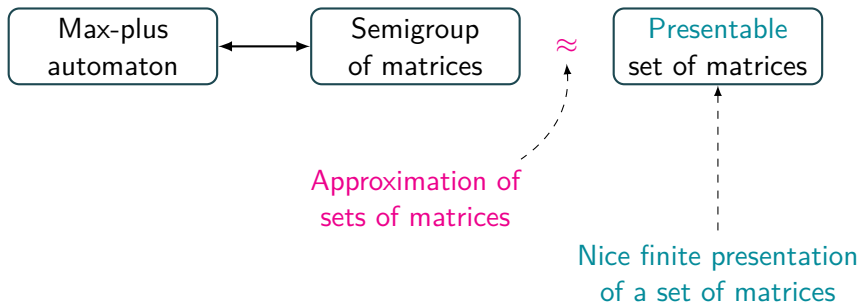 Max-plus
automaton
Semigroup
of matrices
≈
Presentable
set of matrices
Approximation of
sets of matrices
Nice finite presentation
of a set of matrices